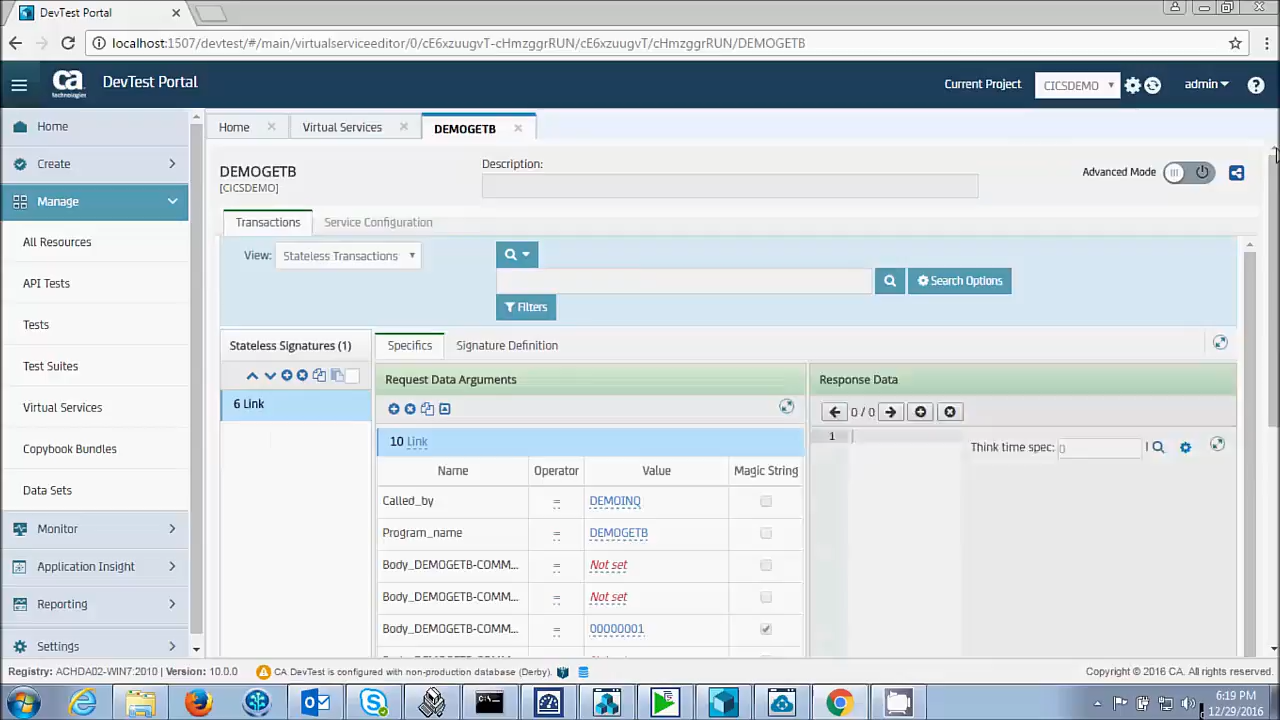 DevTest Portal
localhost:1507/devtest/#/main/virtualserviceeditor/0/cE6xzuugvT-cHmzggrRUN/cE6xzuugvT/cHmzggrRUN/DEMOGETB
ca technologies DevTest Portal Current Project CICSDEMO admin
Home
Create
Manage
All Resources
API Tests
Tests
Test Suites
Virtual Services
Copybook Bundles
Data Sets
Monitor
Application Insight
Reporting
Settings
Home Virtual Services DEMOGETB
DEMOGETB
[CICSDEMO]
Description:
Advanced Mode
Transactions Service Configuration
View: Stateless Transactions
Search Options
Filters
Stateless Signatures (1)
6 Link
Specifics Signature Definition
Request Data Arguments
10 Link
Name Operator Value Magic String
Called_by = DEMOINQ
Program_name = DEMOGETB
Body_DEMOGETB-COMM... = Not set
Body_DEMOGETB-COMM... = Not set
Body_DEMOGETB-COMM... = 00000001
Response Data
0 / 0
1
Think time spec: 0
Registry: ACHDA02-WIN7:2010 | Version: 10.0.0 CA DevTest is configured with non-production database (Derby). Copyright © 2016 CA. All rights reserved.
6:19 PM
12/29/2016